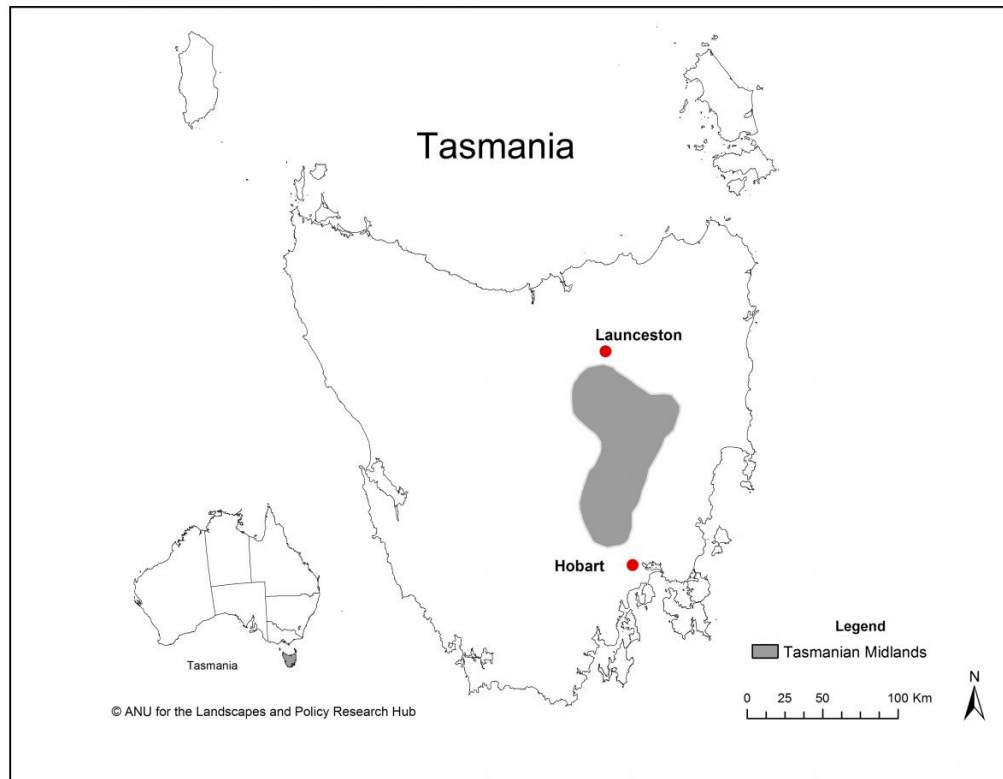 Tasmania
Launceston
Hobart
Legend
Tasmanian Midlands
Tasmania
N
0 25 50 100 Km
© ANU for the Landscapes and Policy Research Hub